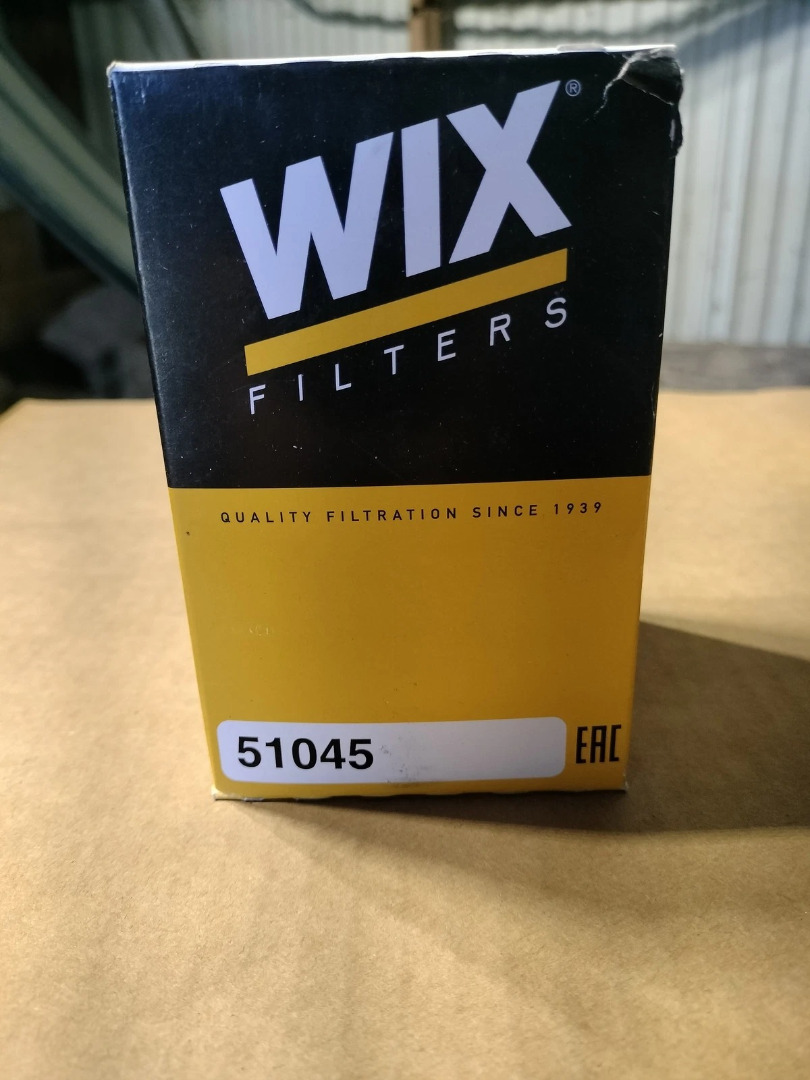 WIX®
FILTERS
QUALITY FILTRATION SINCE 1939
51045
EAC